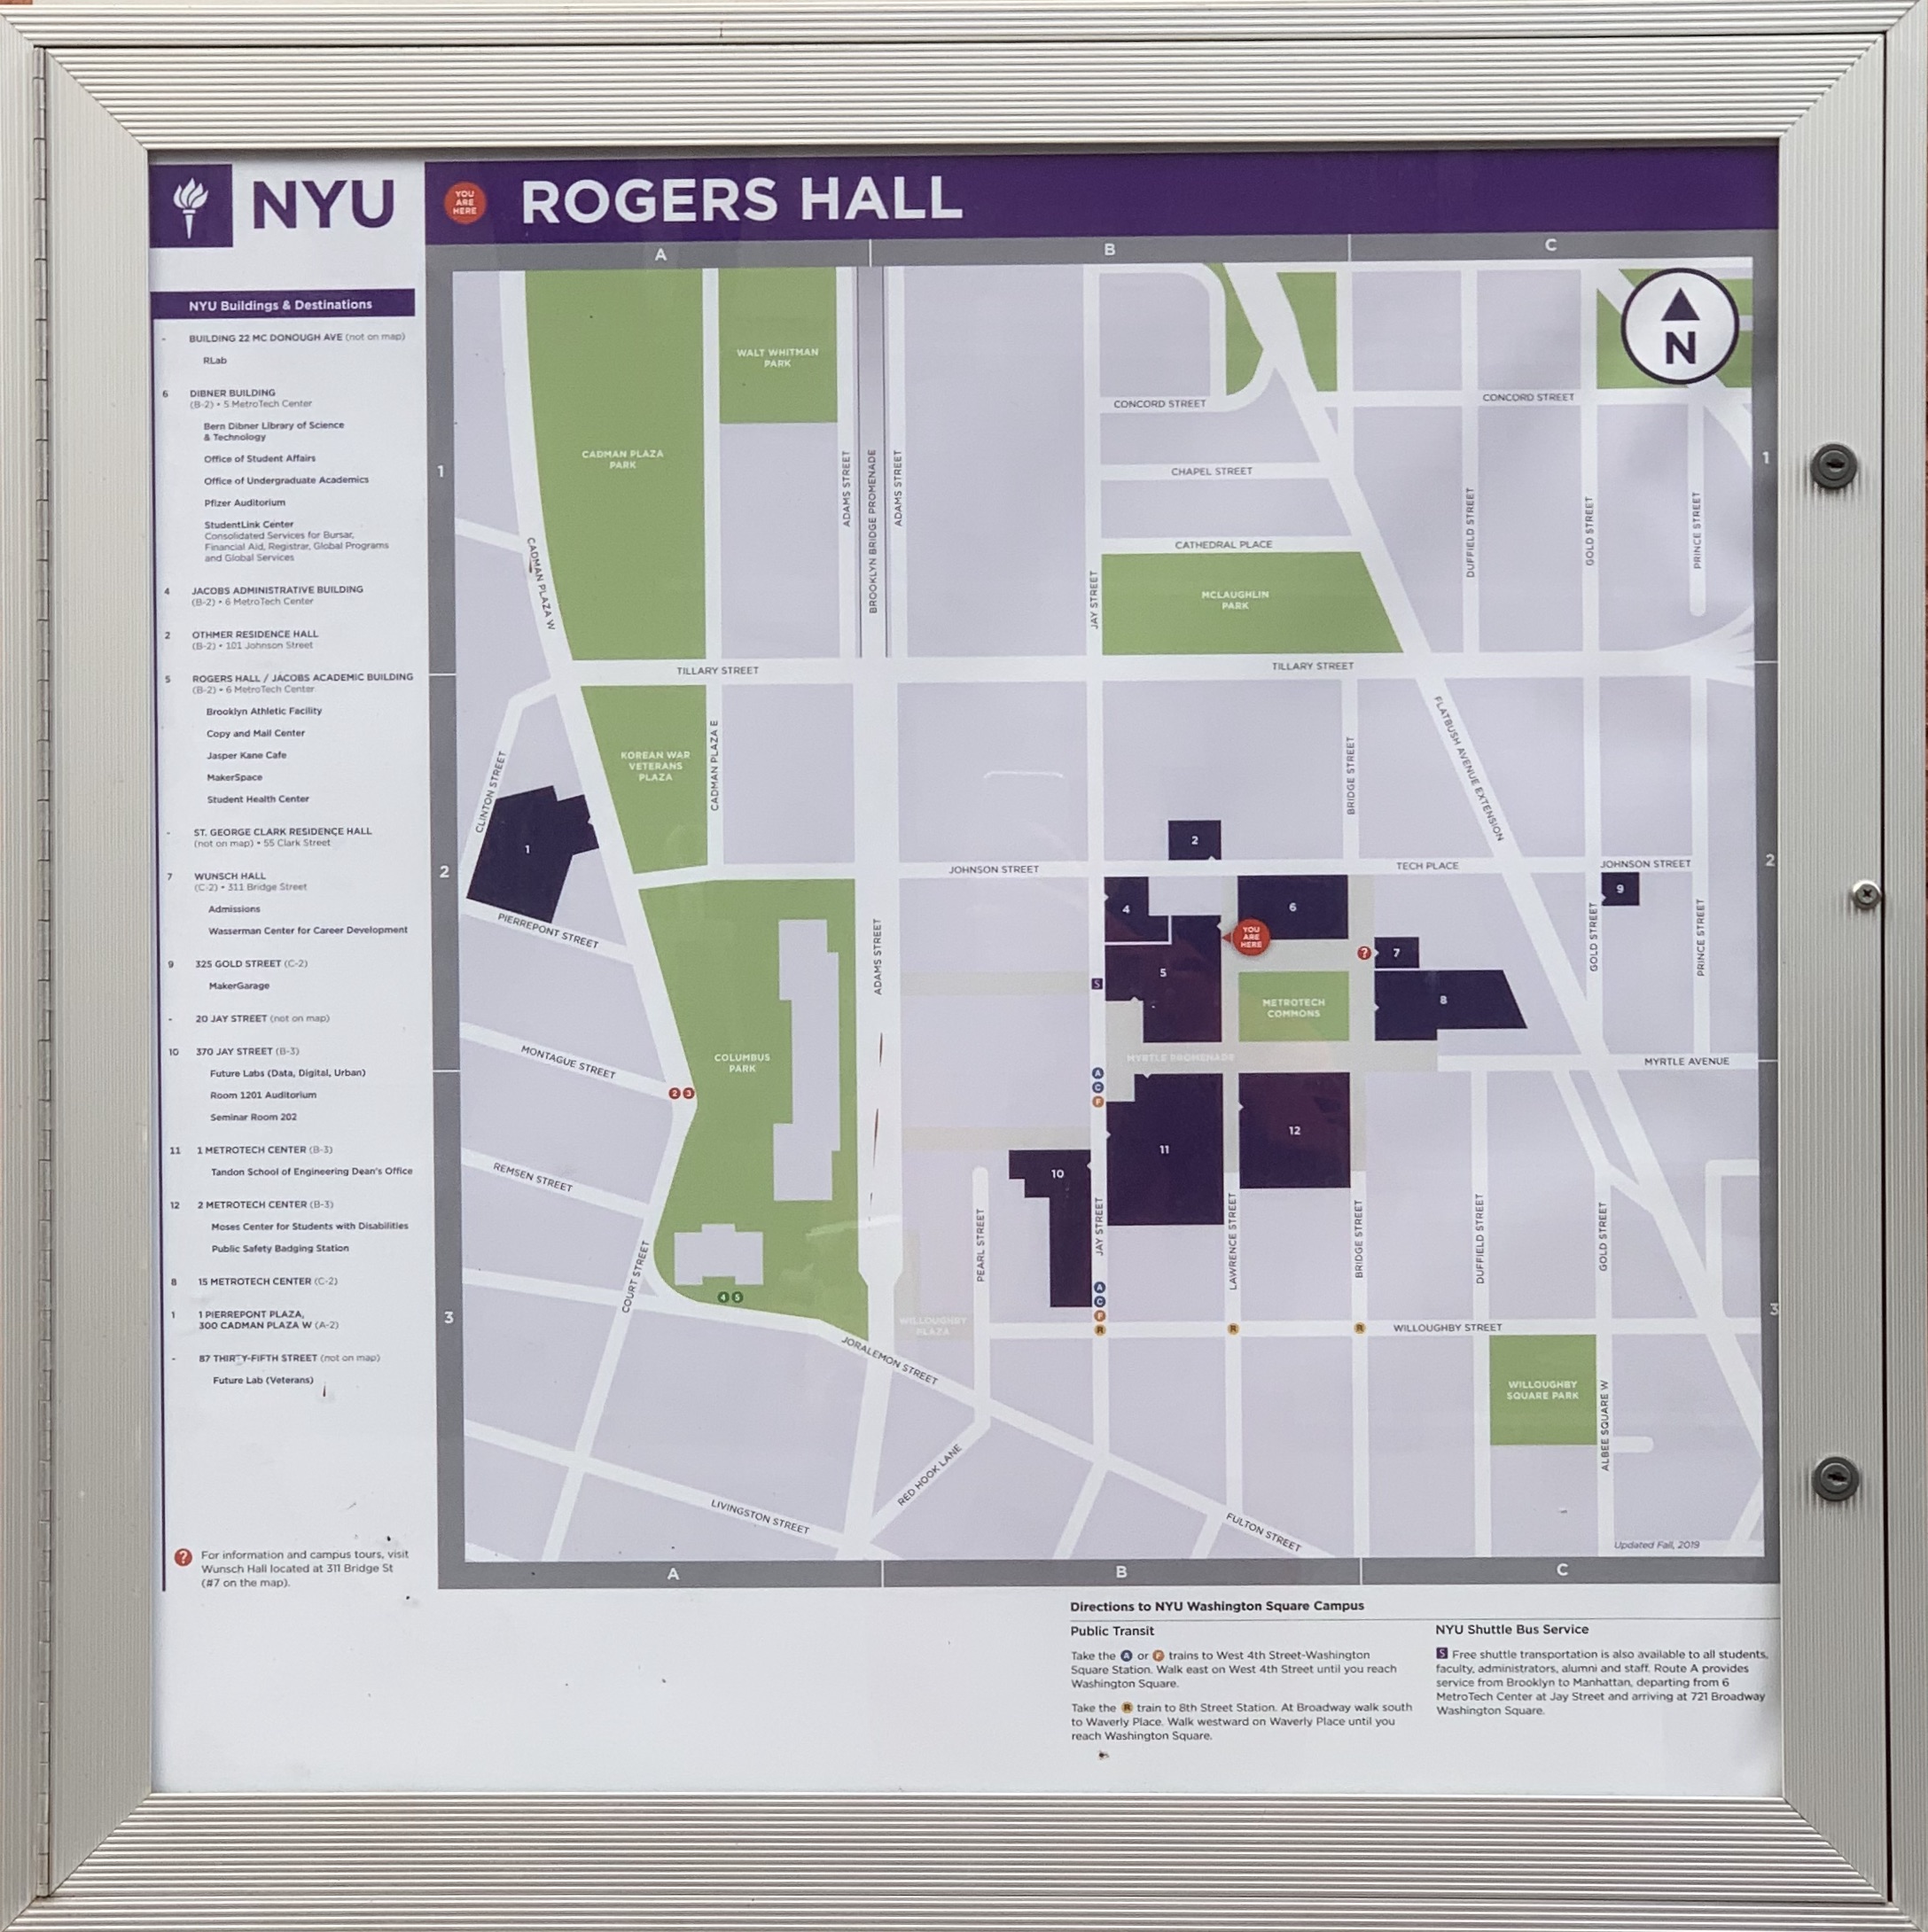 NYU
YOU
ARE
HERE
ROGERS HALL
NYU Buildings & Destinations
- BUILDING 22 MC DONOUGH AVE (not on map)
RLab
6 DIBNER BUILDING
(B-2) • 5 MetroTech Center
Bern Dibner Library of Science
& Technology
Office of Student Affairs
Office of Undergraduate Academics
Pfizer Auditorium
StudentLink Center
Consolidated Services for Bursar,
Financial Aid, Registrar, Global Programs
and Global Services
4 JACOBS ADMINISTRATIVE BUILDING
(B-2) • 6 MetroTech Center
2 OTHMER RESIDENCE HALL
(B-2) • 101 Johnson Street
5 ROGERS HALL / JACOBS ACADEMIC BUILDING
(B-2) • 6 MetroTech Center
Brooklyn Athletic Facility
Copy and Mail Center
Jasper Kane Cafe
MakerSpace
Student Health Center
- ST. GEORGE CLARK RESIDENCE HALL
(not on map) • 55 Clark Street
7 WUNSCH HALL
(C-2) • 311 Bridge Street
Admissions
Wasserman Center for Career Development
9 325 GOLD STREET (C-2)
MakerGarage
- 20 JAY STREET (not on map)
10 370 JAY STREET (B-3)
Future Labs (Data, Digital, Urban)
Room 1201 Auditorium
Seminar Room 202
11 1 METROTECH CENTER (B-3)
Tandon School of Engineering Dean's Office
12 2 METROTECH CENTER (B-3)
Moses Center for Students with Disabilities
Public Safety Badging Station
8 15 METROTECH CENTER (C-2)
1 1 PIERREPONT PLAZA,
300 CADMAN PLAZA W (A-2)
- 87 THIRTY-FIFTH STREET (not on map)
Future Lab (Veterans)
? For information and campus tours, visit
Wunsch Hall located at 311 Bridge St
(#7 on the map).
A
B
C
N
WALT WHITMAN
PARK
CONCORD STREET
CONCORD STREET
CADMAN PLAZA
PARK
1
1
CHAPEL STREET
ADAMS STREET
BROOKLYN BRIDGE PROMENADE
ADAMS STREET
DUFFIELD STREET
GOLD STREET
PRINCE STREET
CATHEDRAL PLACE
CADMAN PLAZA W
JAY STREET
MCLAUGHLIN
PARK
TILLARY STREET
TILLARY STREET
KOREAN WAR
VETERANS
PLAZA
CADMAN PLAZA E
BRIDGE STREET
FLATBUSH AVENUE EXTENSION
CLINTON STREET
1
2
2
2
JOHNSON STREET
TECH PLACE
JOHNSON STREET
9
4
6
PIERREPONT STREET
YOU
ARE
HERE
ADAMS STREET
GOLD STREET
PRINCE STREET
?
7
5
S
8
METROTECH
COMMONS
MONTAGUE STREET
COLUMBUS
PARK
MYRTLE PROMENADE
MYRTLE AVENUE
2 3
A
C
F
12
11
10
REMSEN STREET
COURT STREET
PEARL STREET
JAY STREET
LAWRENCE STREET
BRIDGE STREET
DUFFIELD STREET
GOLD STREET
4 5
A
C
F
R
R
R
3
3
WILLOUGHBY
PLAZA
WILLOUGHBY STREET
JORALEMON STREET
WILLOUGHBY
SQUARE PARK
ALBEE SQUARE W
RED HOOK LANE
LIVINGSTON STREET
FULTON STREET
Updated Fall, 2019
A
B
C
Directions to NYU Washington Square Campus
Public Transit
Take the A or F trains to West 4th Street-Washington
Square Station. Walk east on West 4th Street until you reach
Washington Square.
Take the R train to 8th Street Station. At Broadway walk south
to Waverly Place. Walk westward on Waverly Place until you
reach Washington Square.
NYU Shuttle Bus Service
S Free shuttle transportation is also available to all students,
faculty, administrators, alumni and staff. Route A provides
service from Brooklyn to Manhattan, departing from 6
MetroTech Center at Jay Street and arriving at 721 Broadway
Washington Square.